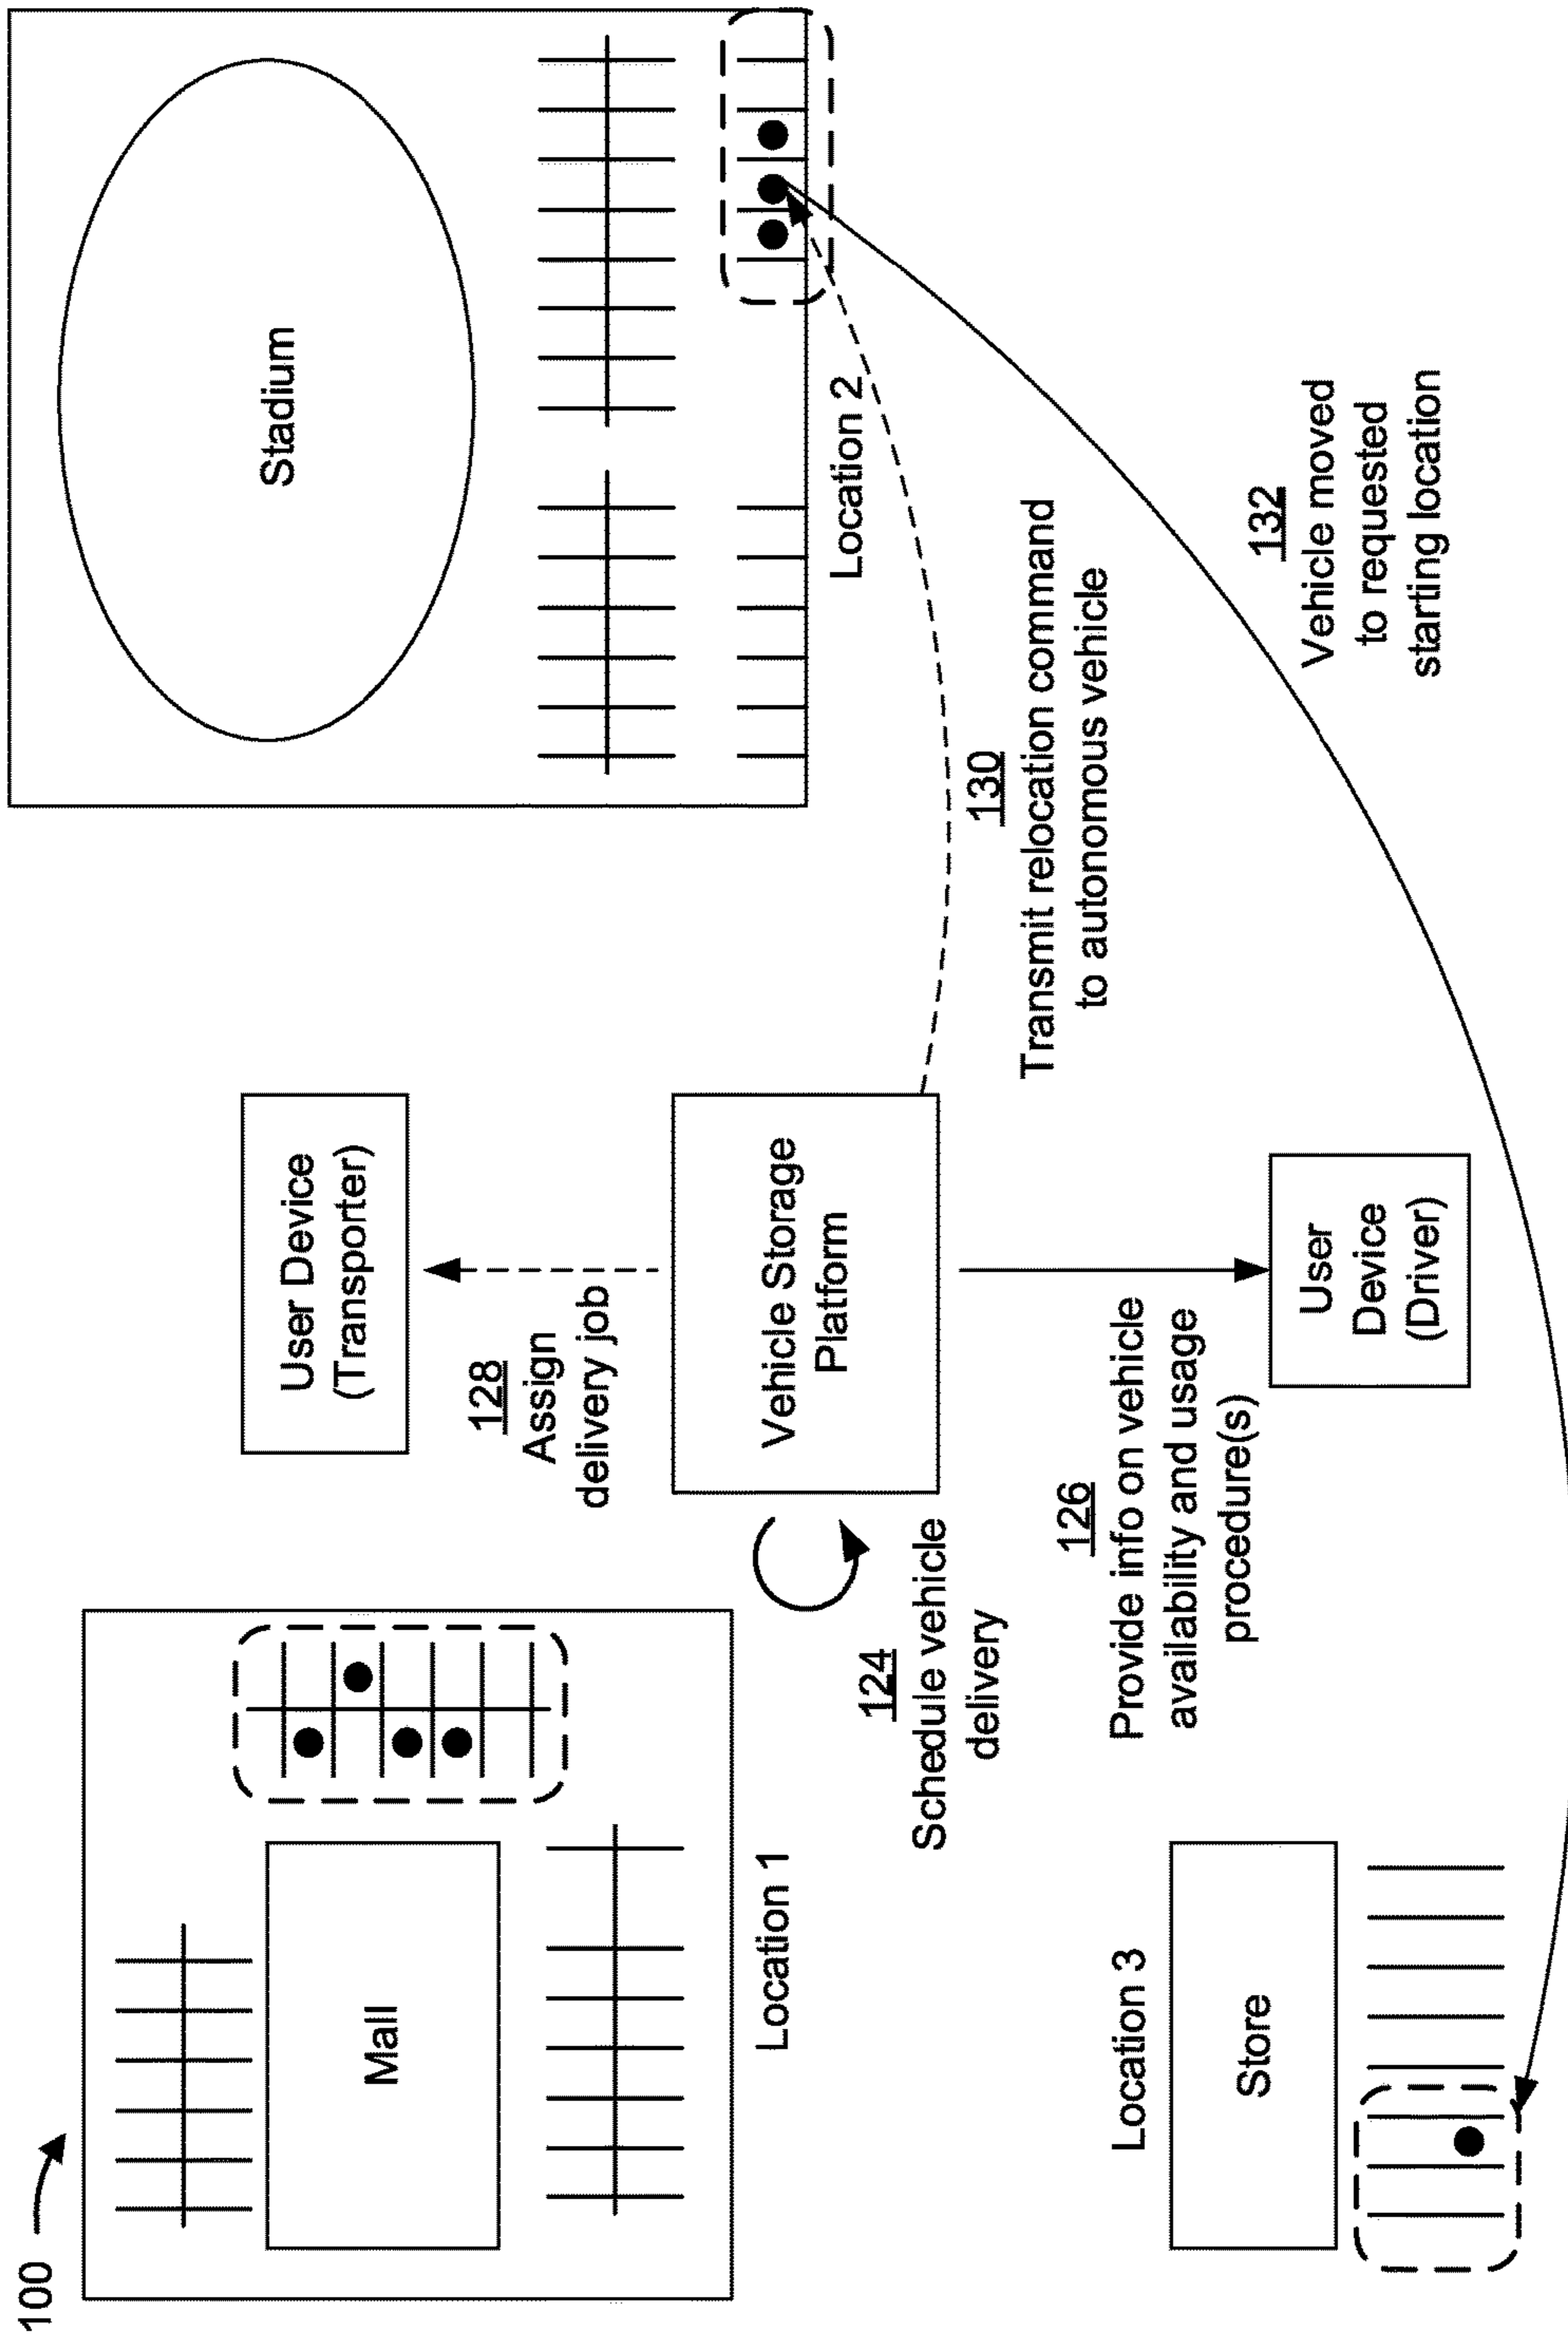 100
Mall
Location 1
Stadium
Location 2
User Device
(Transporter)
128
Assign
delivery job
Vehicle Storage
Platform
124
Schedule vehicle
delivery
130
Transmit relocation command
to autonomous vehicle
126
Provide info on vehicle
availability and usage
procedure(s)
User
Device
(Driver)
132
Vehicle moved
to requested
starting location
Location 3
Store